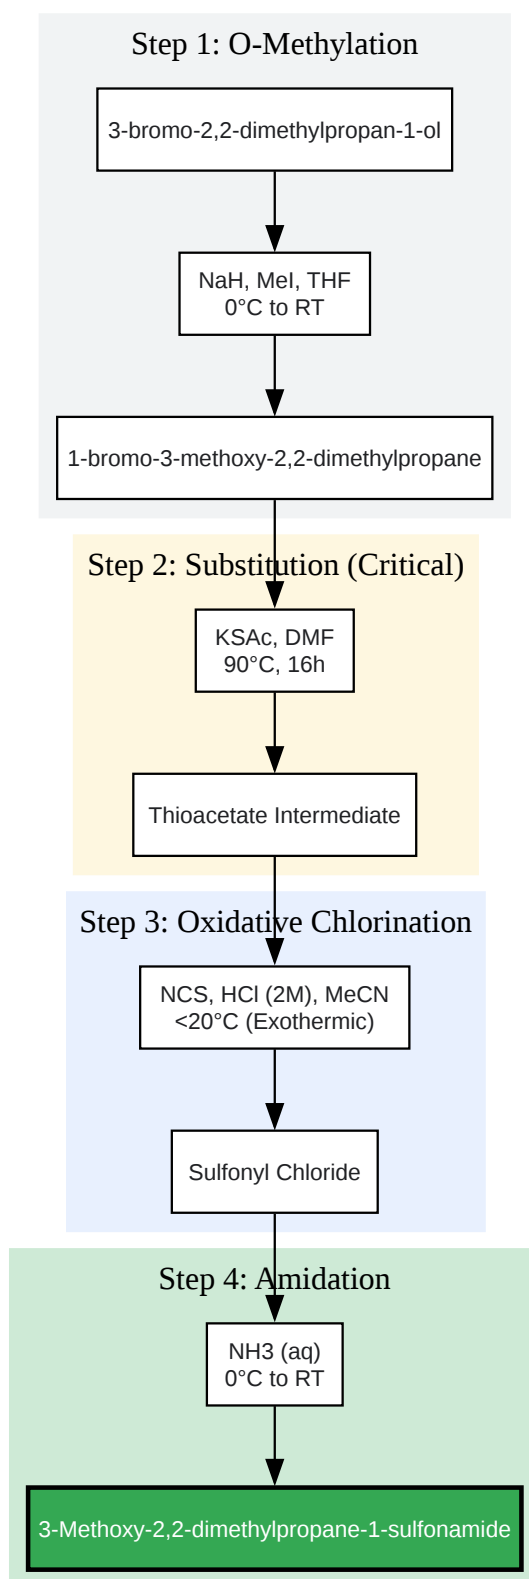 Step 1: O-Methylation
3-bromo-2,2-dimethylpropan-1-ol
NaH, MeI, THF
0°C to RT
1-bromo-3-methoxy-2,2-dimethylpropane
Step 2: Substitution (Critical)
KSAc, DMF
90°C, 16h
Thioacetate Intermediate
Step 3: Oxidative Chlorination
NCS, HCl (2M), MeCN
<20°C (Exothermic)
Sulfonyl Chloride
Step 4: Amidation
NH3 (aq)
0°C to RT
3-Methoxy-2,2-dimethylpropane-1-sulfonamide